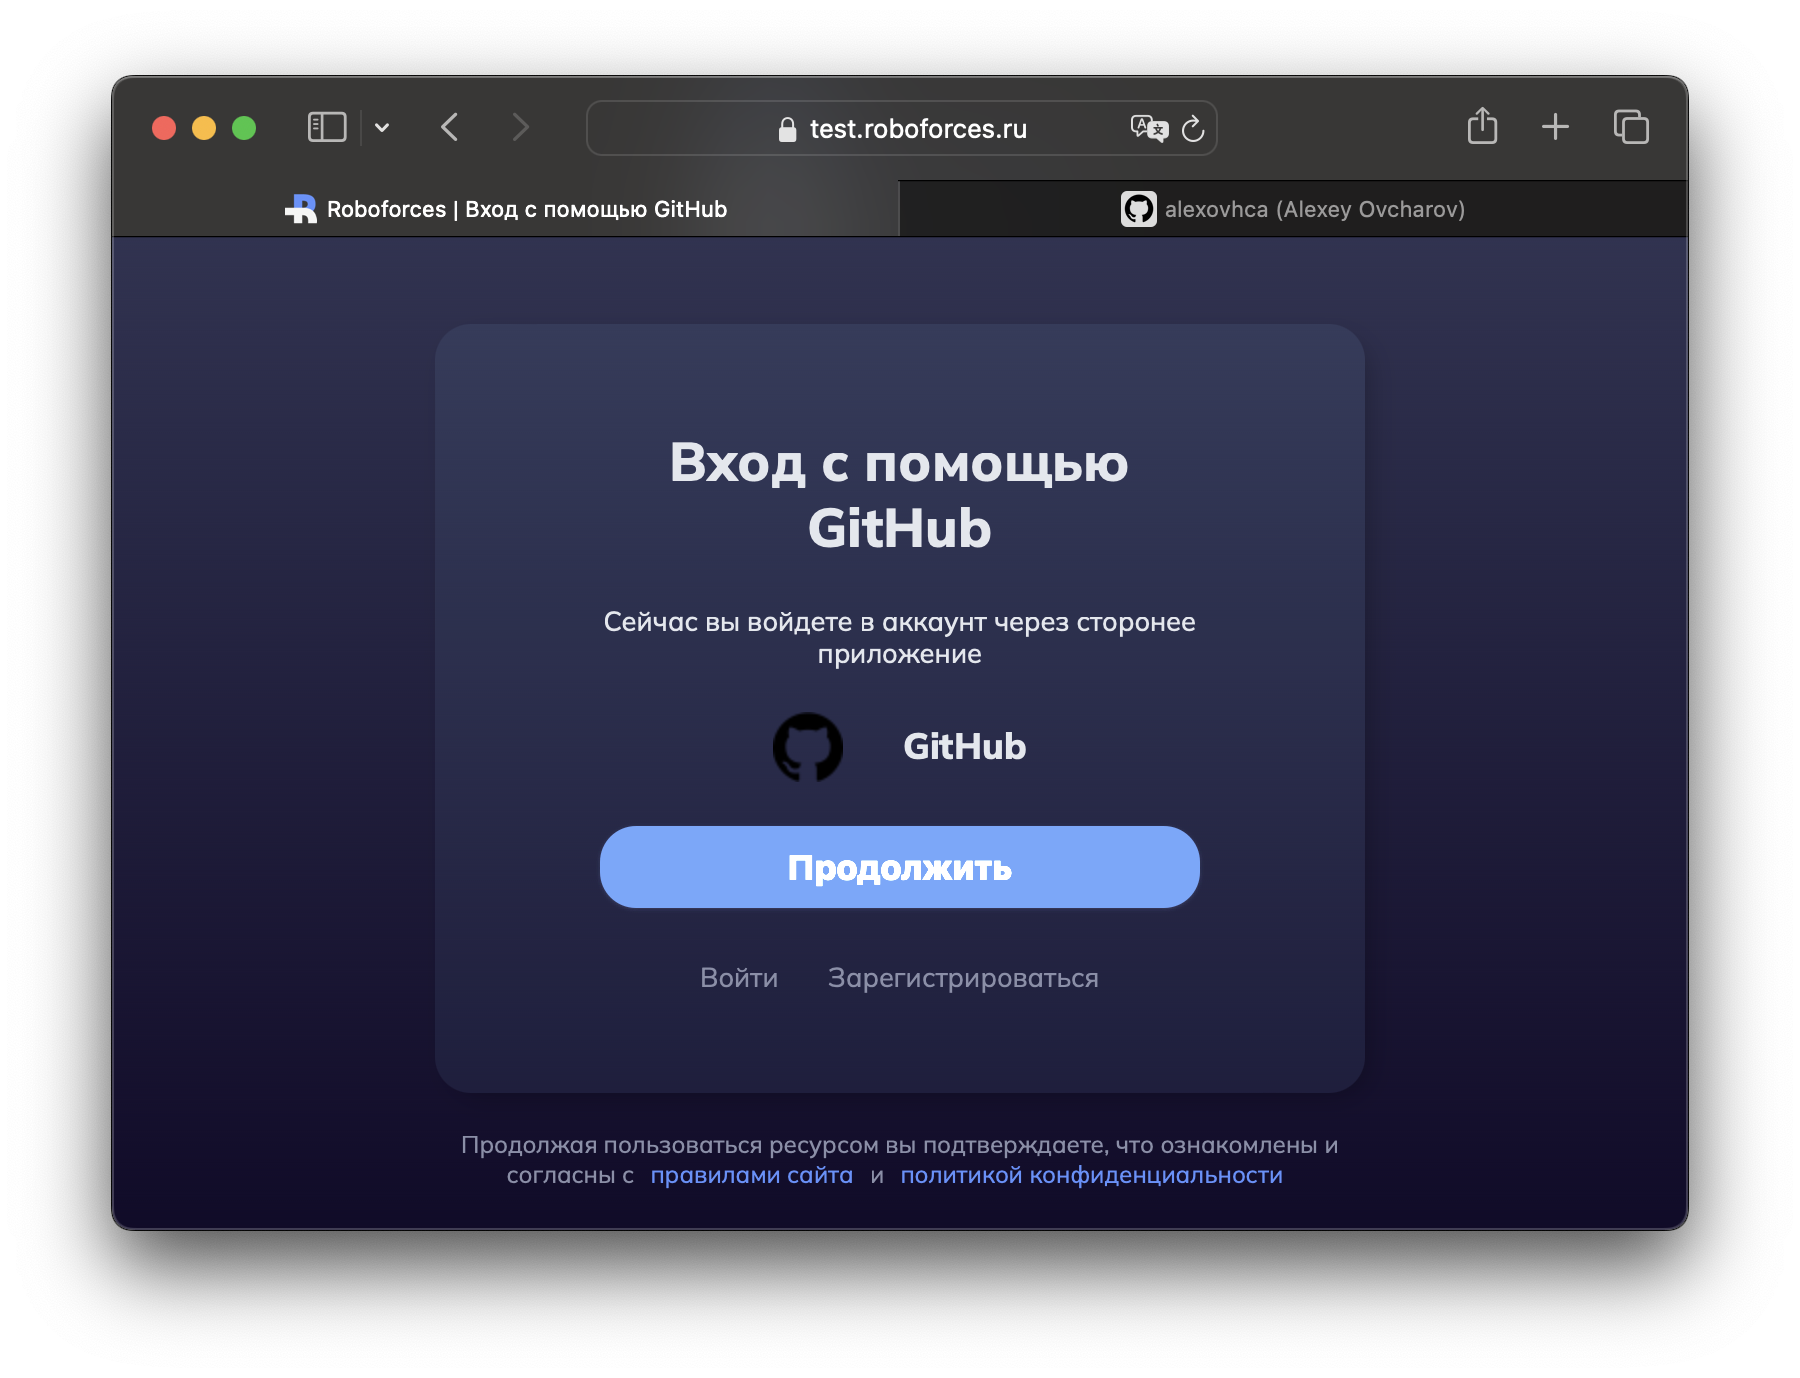 test.roboforces.ru
Roboforces | Вход с помощью GitHub
alexovhca (Alexey Ovcharov)
Вход с помощью
GitHub
Сейчас вы войдете в аккаунт через сторонее
приложение
GitHub
Продолжить
Войти Зарегистрироваться
Продолжая пользоваться ресурсом вы подтверждаете, что ознакомлены и
согласны с правилами сайта и политикой конфиденциальности